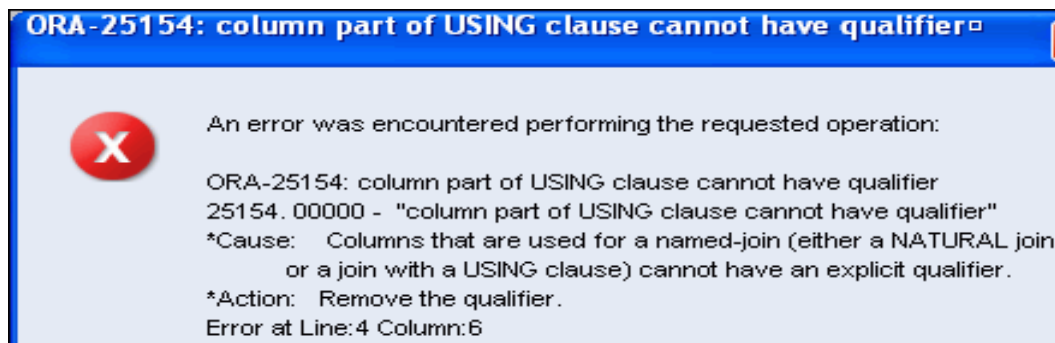 ORA-25154: column part of USING clause cannot have qualifier▫
An error was encountered performing the requested operation:
ORA-25154: column part of USING clause cannot have qualifier
25154. 00000 - "column part of USING clause cannot have qualifier"
*Cause: Columns that are used for a named-join (either a NATURAL join
or a join with a USING clause) cannot have an explicit qualifier.
*Action: Remove the qualifier.
Error at Line:4 Column:6